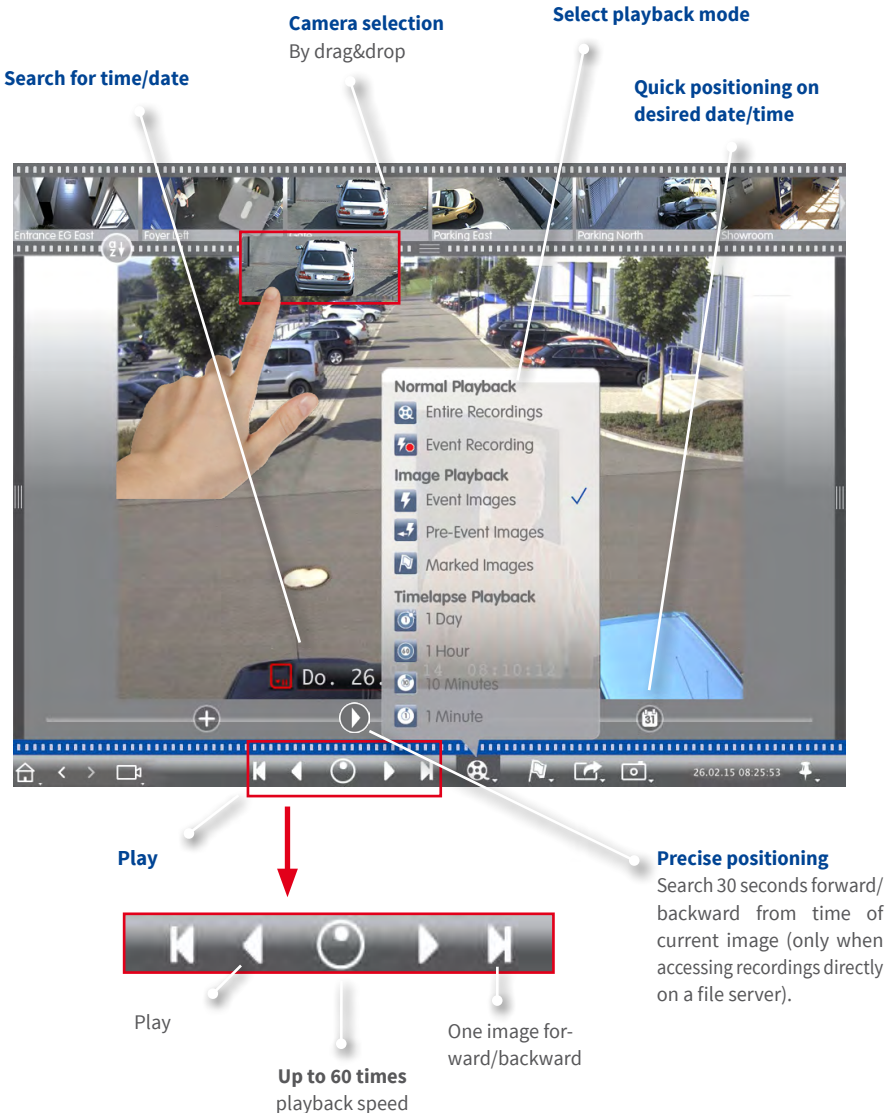 Select playback mode
Camera selection
By drag&drop
Search for time/date
Quick positioning on
desired date/time
Entrance EG East
Foyer Left
Parking East
Parking North
Showroom
Normal Playback
Entire Recordings
Event Recording
Image Playback
Event Images
Pre-Event Images
Marked Images
Timelapse Playback
1 Day
1 Hour
10 Minutes
1 Minute
Do. 26. 14 08:10:12
31
26.02.15 08:25:53
Play
Precise positioning
Search 30 seconds forward/
backward from time of
current image (only when
accessing recordings directly
on a file server).
Play
One image for-
ward/backward
Up to 60 times
playback speed